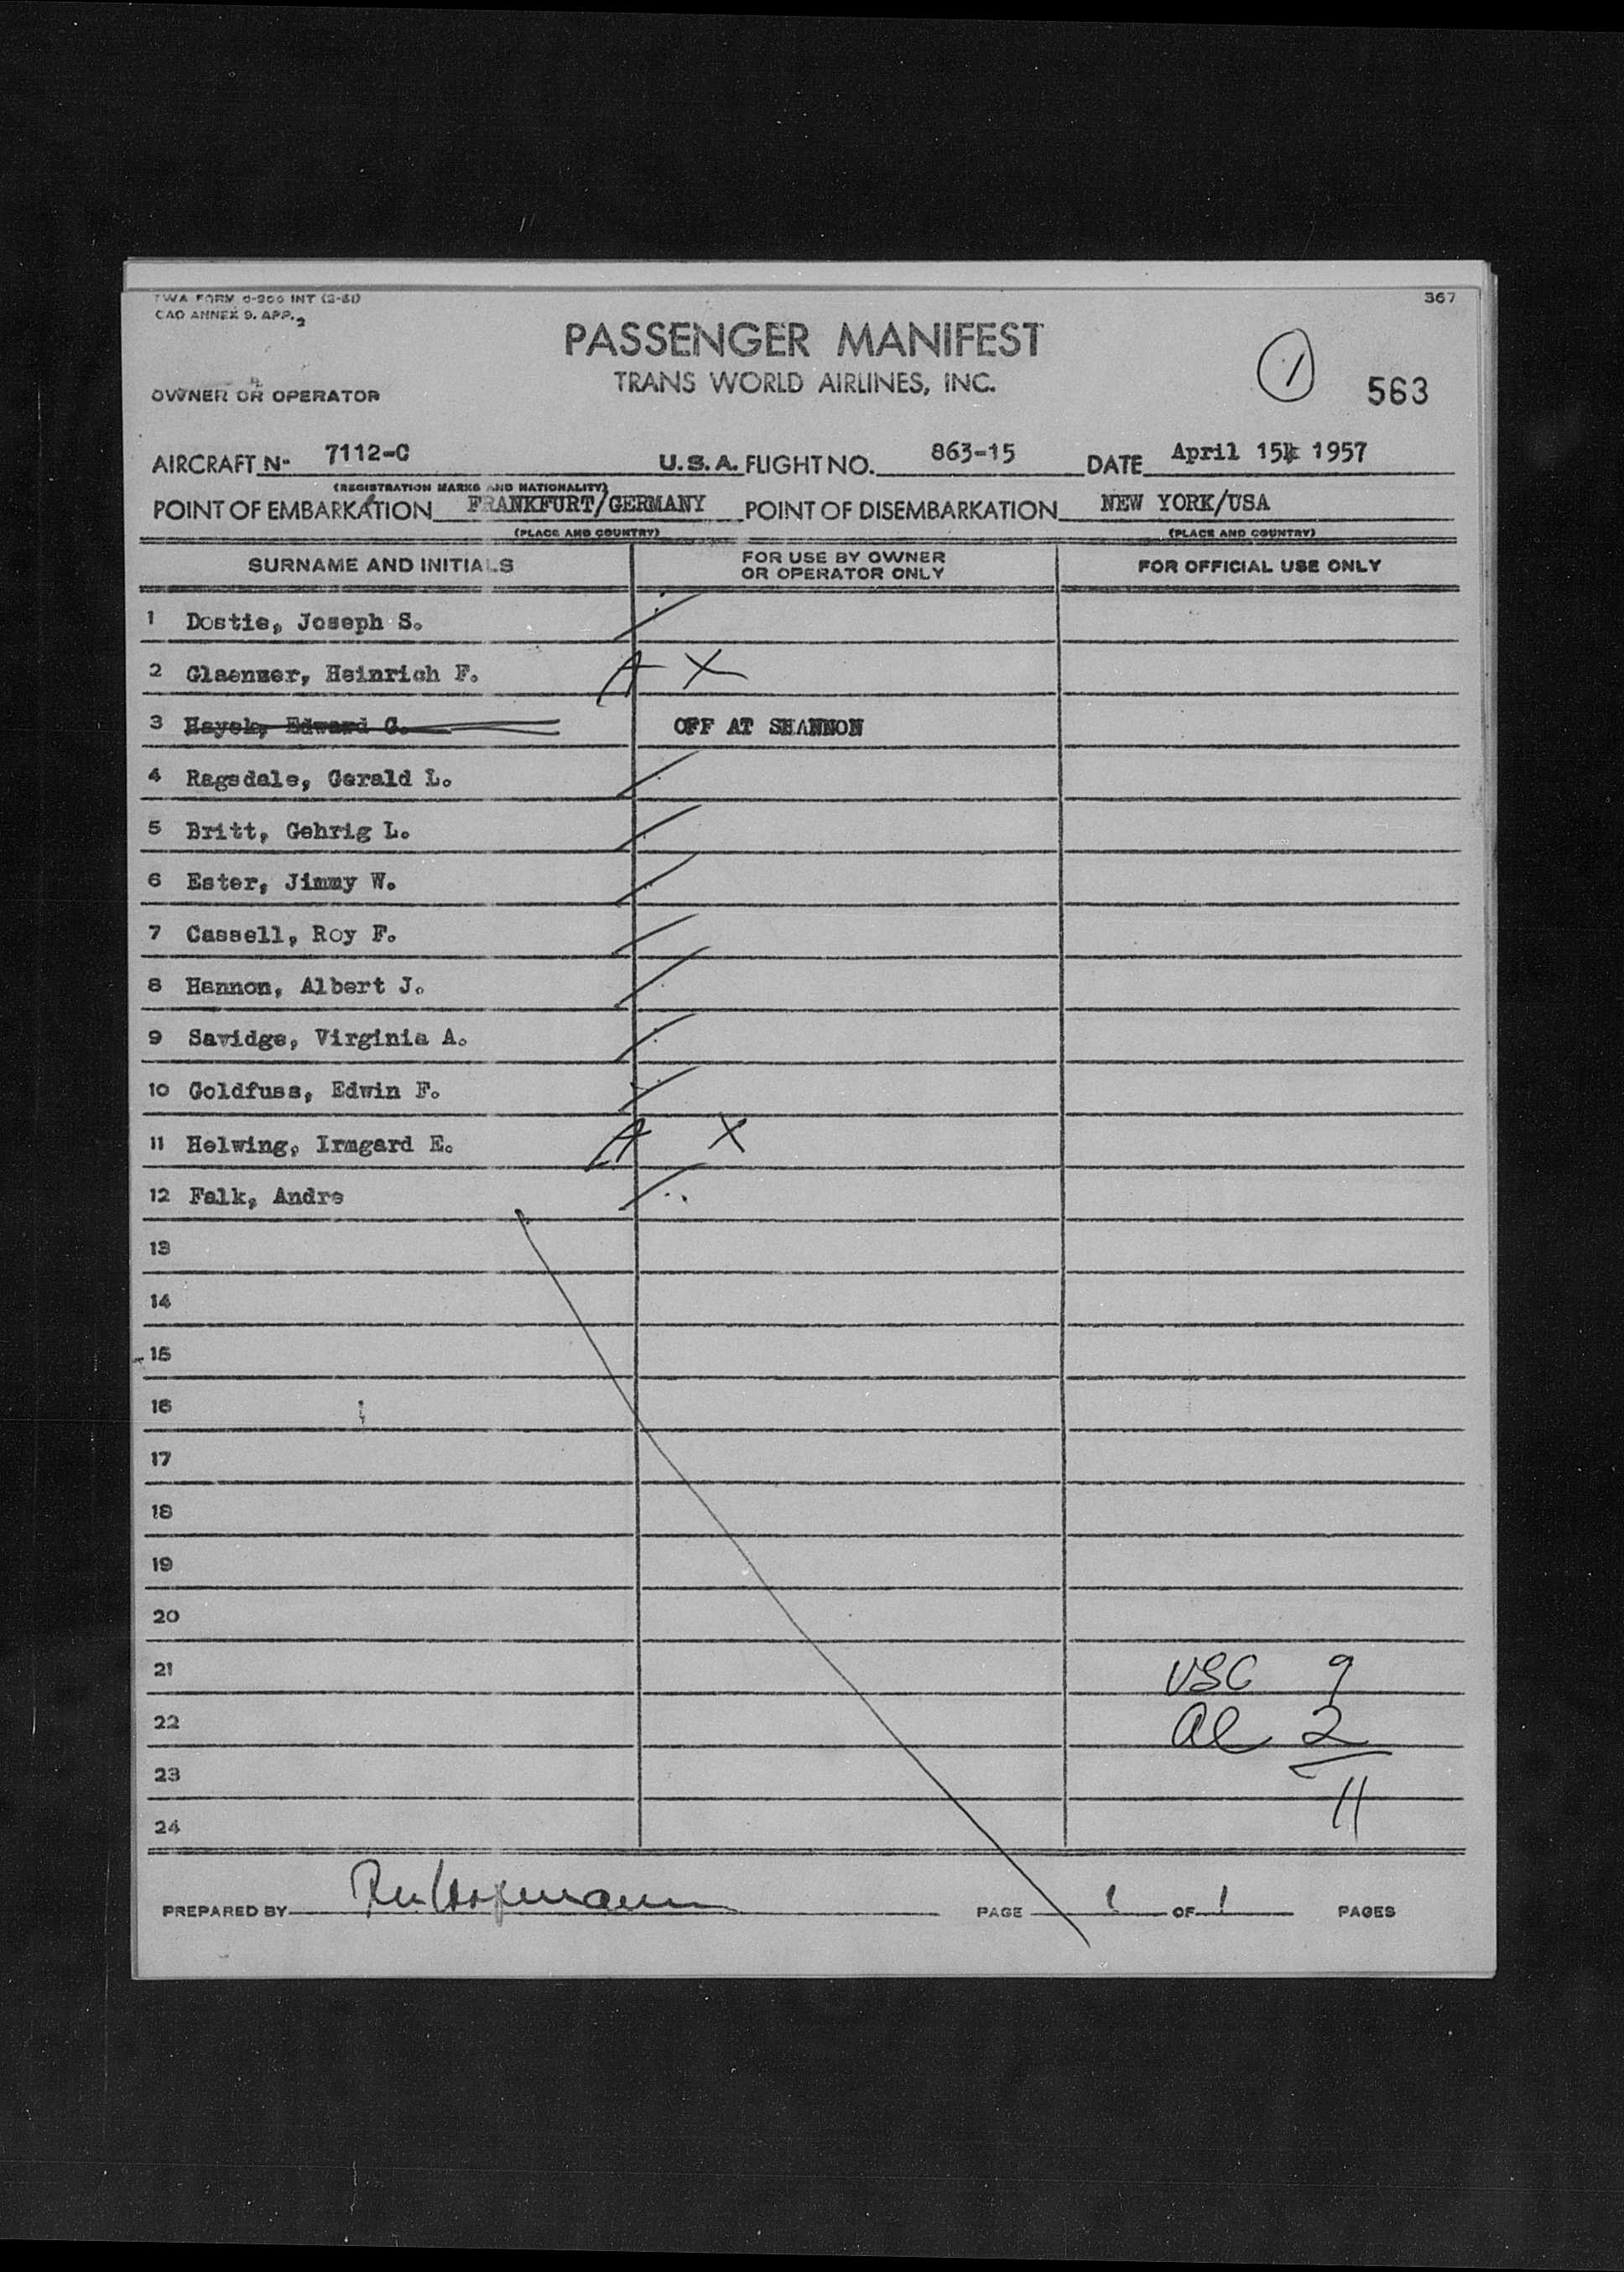 TWA FORM 0-900 INT (2-51)
CAO ANNEX 9. APP. 2
367
PASSENGER MANIFEST
TRANS WORLD AIRLINES, INC.
1
563
OWNER OR OPERATOR
AIRCRAFT No. 7112-C U.S.A. FLIGHT NO. 863-15 DATE April 15 1957
(REGISTRATION MARKS AND NATIONALITY)
POINT OF EMBARKATION FRANKFURT/GERMANY POINT OF DISEMBARKATION NEW YORK/USA
(PLACE AND COUNTRY) (PLACE AND COUNTRY)
SURNAME AND INITIALS FOR USE BY OWNER OR OPERATOR ONLY FOR OFFICIAL USE ONLY
1 Dostie, Joseph S.
2 Glaenzer, Heinrich F. A X
3 Hayek, Edward C. OFF AT SHANNON
4 Ragsdale, Gerald L.
5 Britt, Gehrig L.
6 Ester, Jimmy W.
7 Cassell, Roy F.
8 Hannon, Albert J.
9 Savidge, Virginia A.
10 Goldfuss, Edwin F.
11 Helwing, Irmgard E. A X
12 Falk, Andre
13
14
15
16
17
18
19
20
21 USC 9
22 Al 2
23 11
24
PREPARED BY PAGE 1 OF 1 PAGES